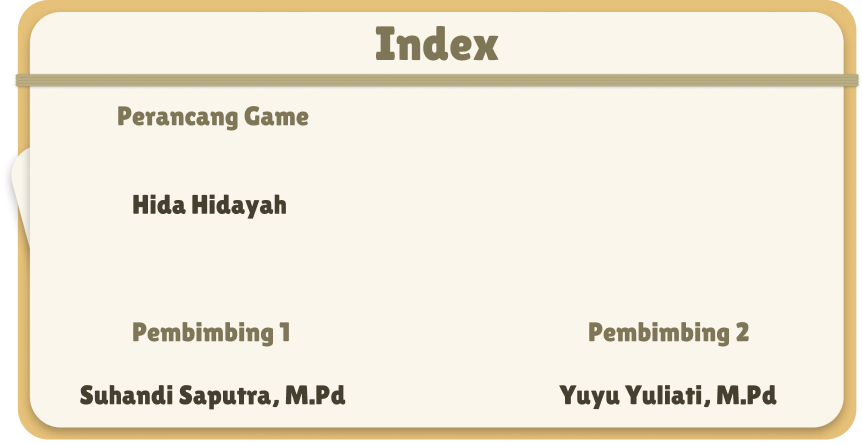 Index
Perancang Game
Hida Hidayah
Pembimbing 1
Pembimbing 2
Suhandi Saputra, M.Pd
Yuyu Yuliati, M.Pd